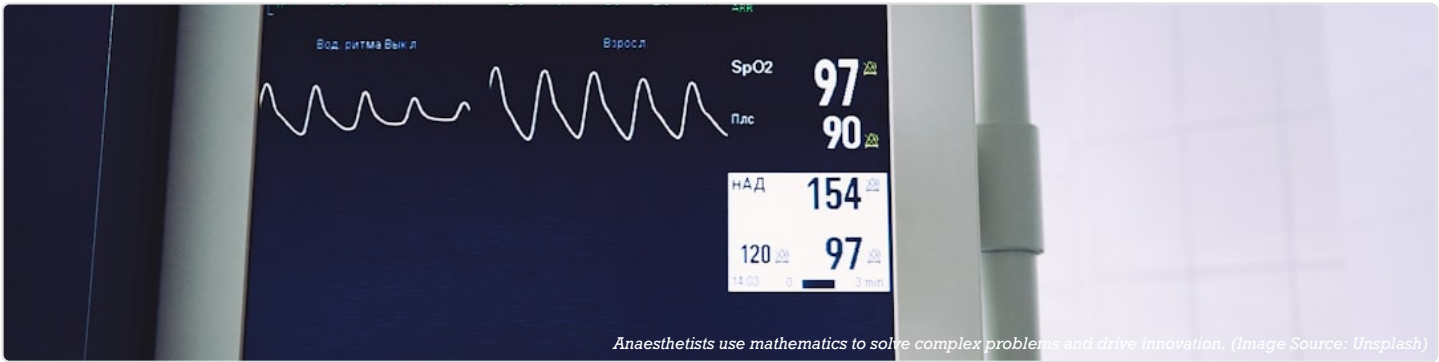 Вод. ритма Выкл
Взросл.
SpO2
97
Плс
90
нАД
154
120
97
14:03 0 3 min
Anaesthetists use mathematics to solve complex problems and drive innovation. (Image Source: Unsplash)